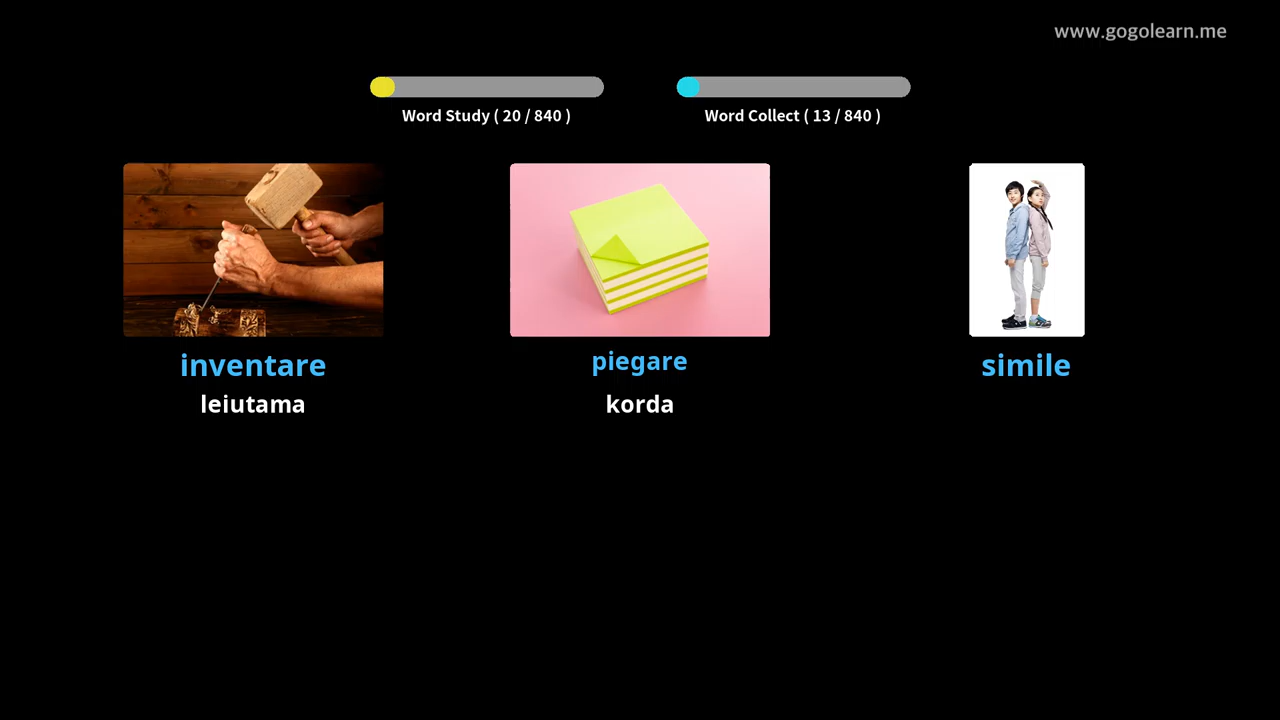 www.gogolearn.me
Word Study ( 20 / 840 )
Word Collect ( 13 / 840 )
inventare
piegare
simile
leiutama
korda